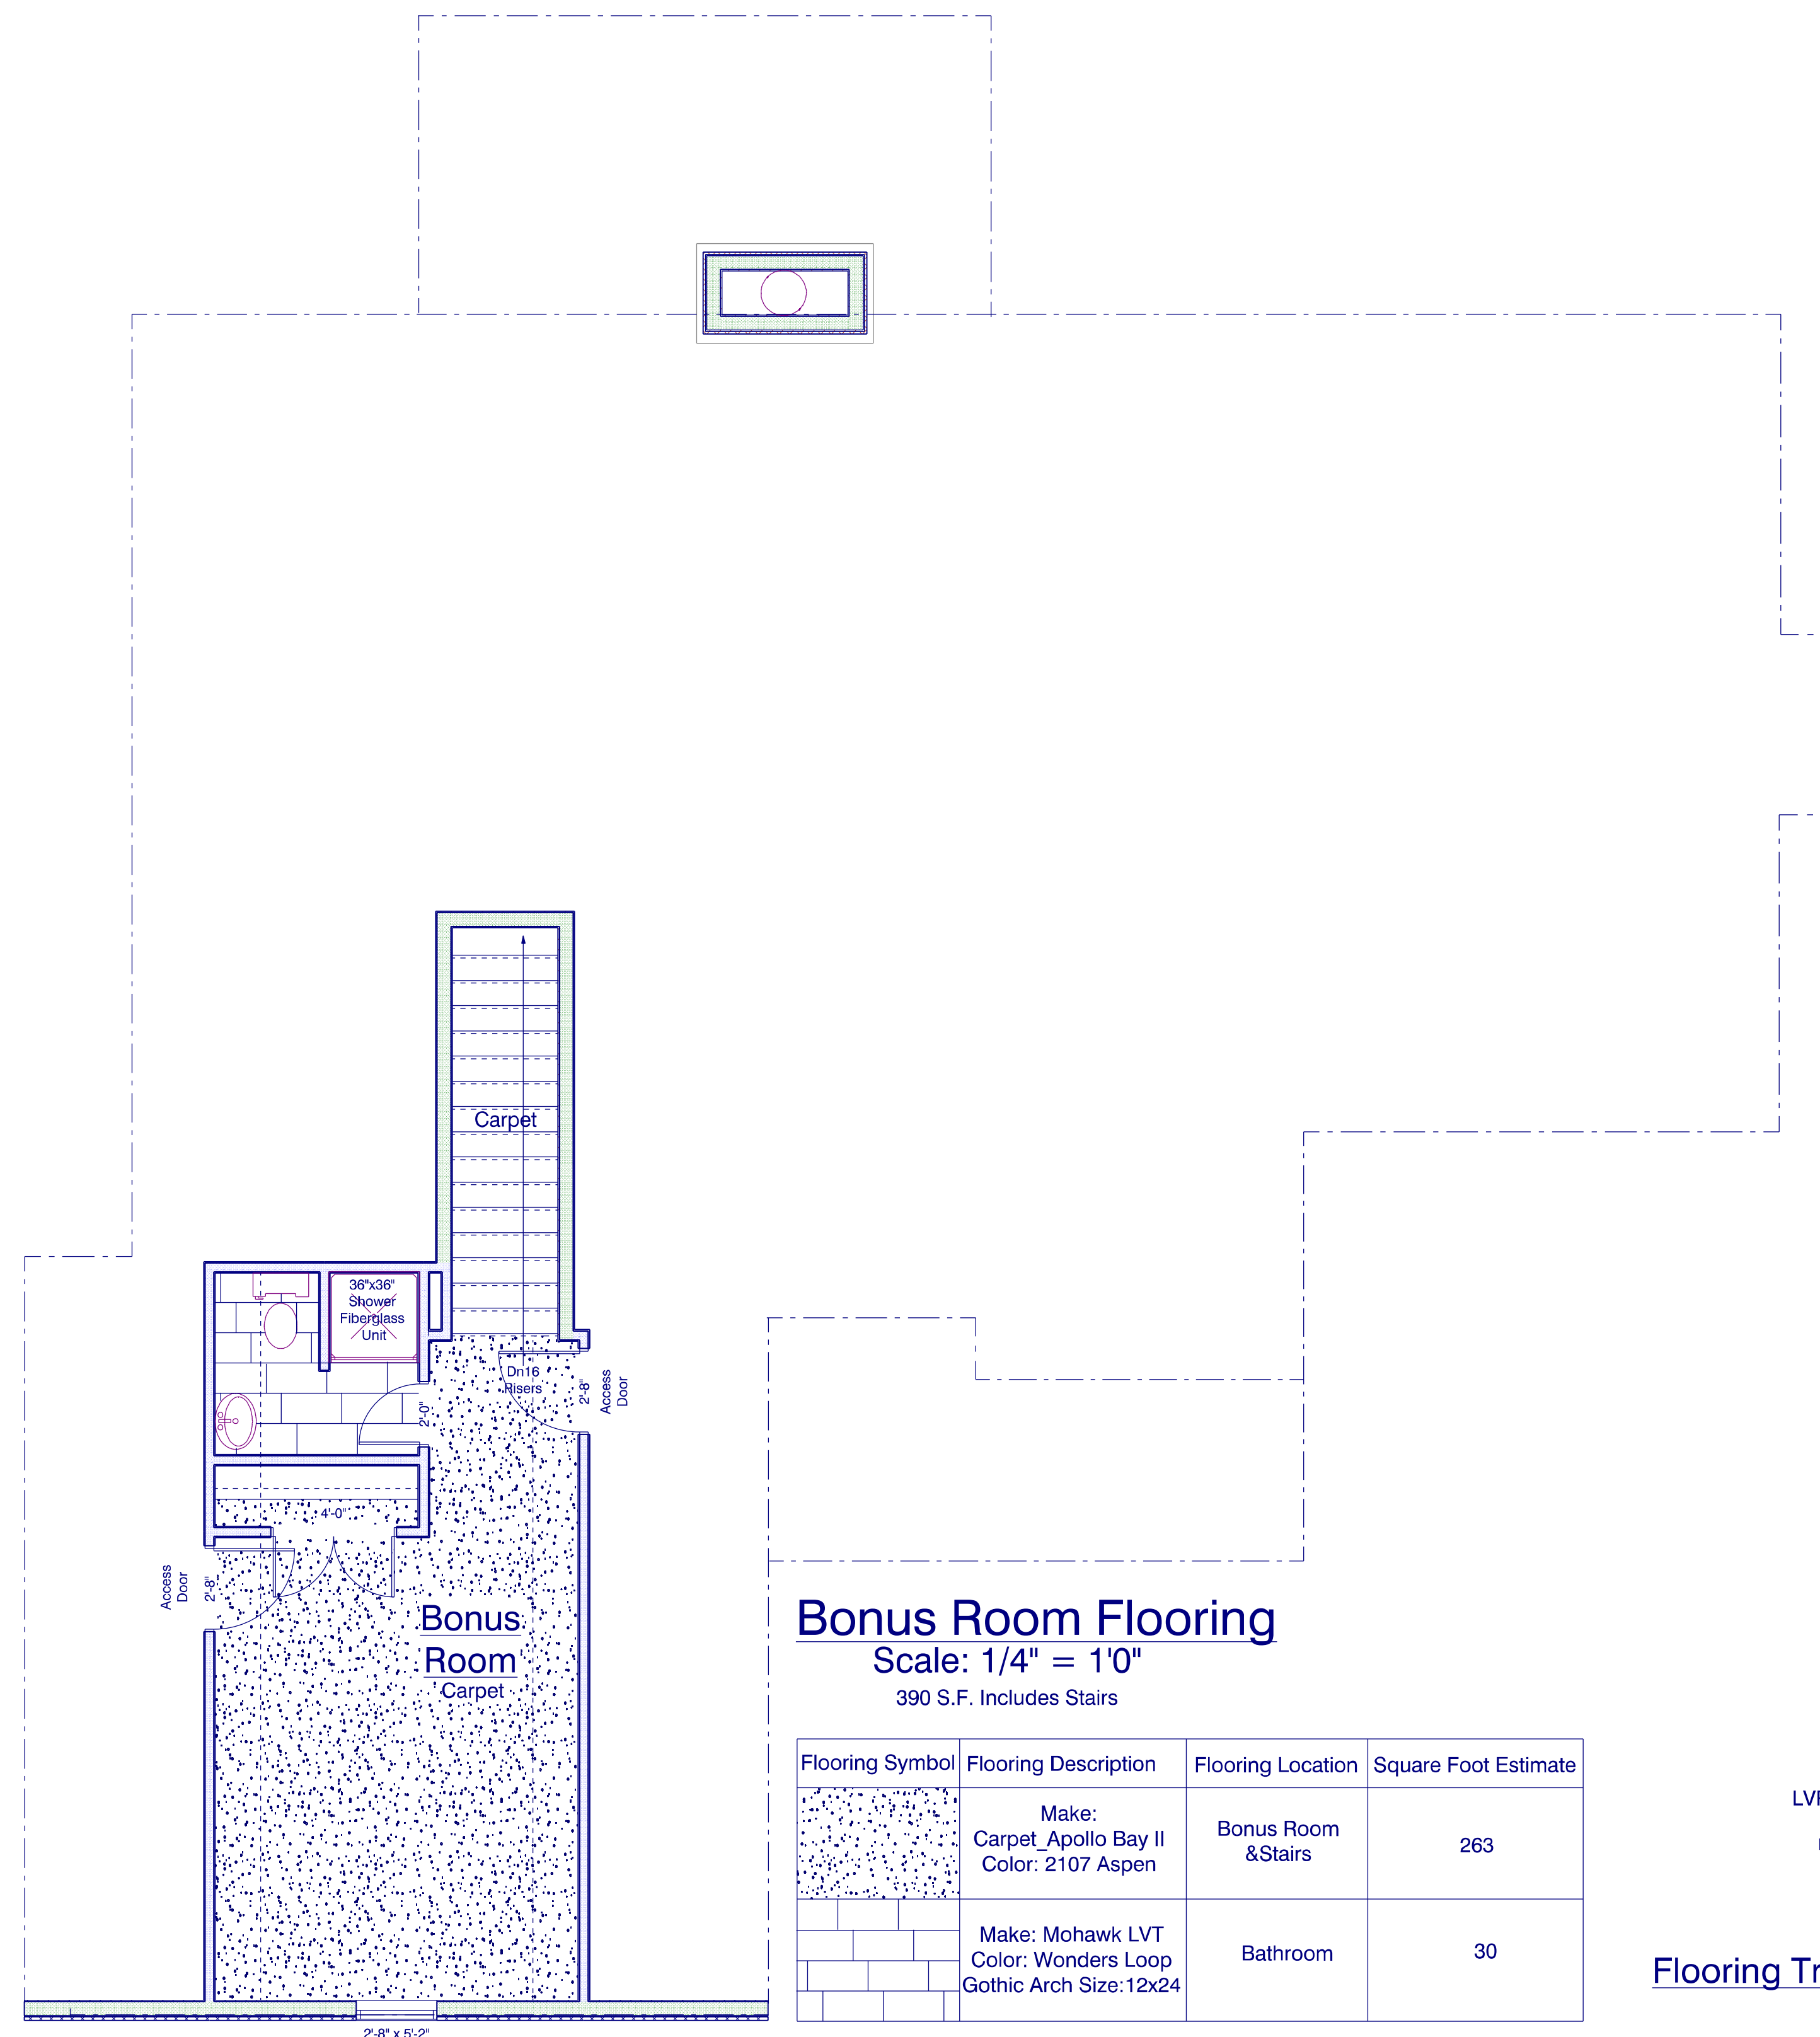 Carpet
36"x36"
Shower
Fiberglass
Unit
Dn16
Risers
2'-0"
2'-8"
Access
Door
4'-0"
Access
Door
2'-8"
Bonus
Room
Carpet
2'-8" x 5'-2"
Bonus Room Flooring
Scale: 1/4" = 1'0"
390 S.F. Includes Stairs
Flooring Symbol Flooring Description Flooring Location Square Foot Estimate
Make:
Carpet_Apollo Bay II
Color: 2107 Aspen
Bonus Room
&Stairs
263
Make: Mohawk LVT
Color: Wonders Loop
Gothic Arch Size:12x24
Bathroom
30
Flooring